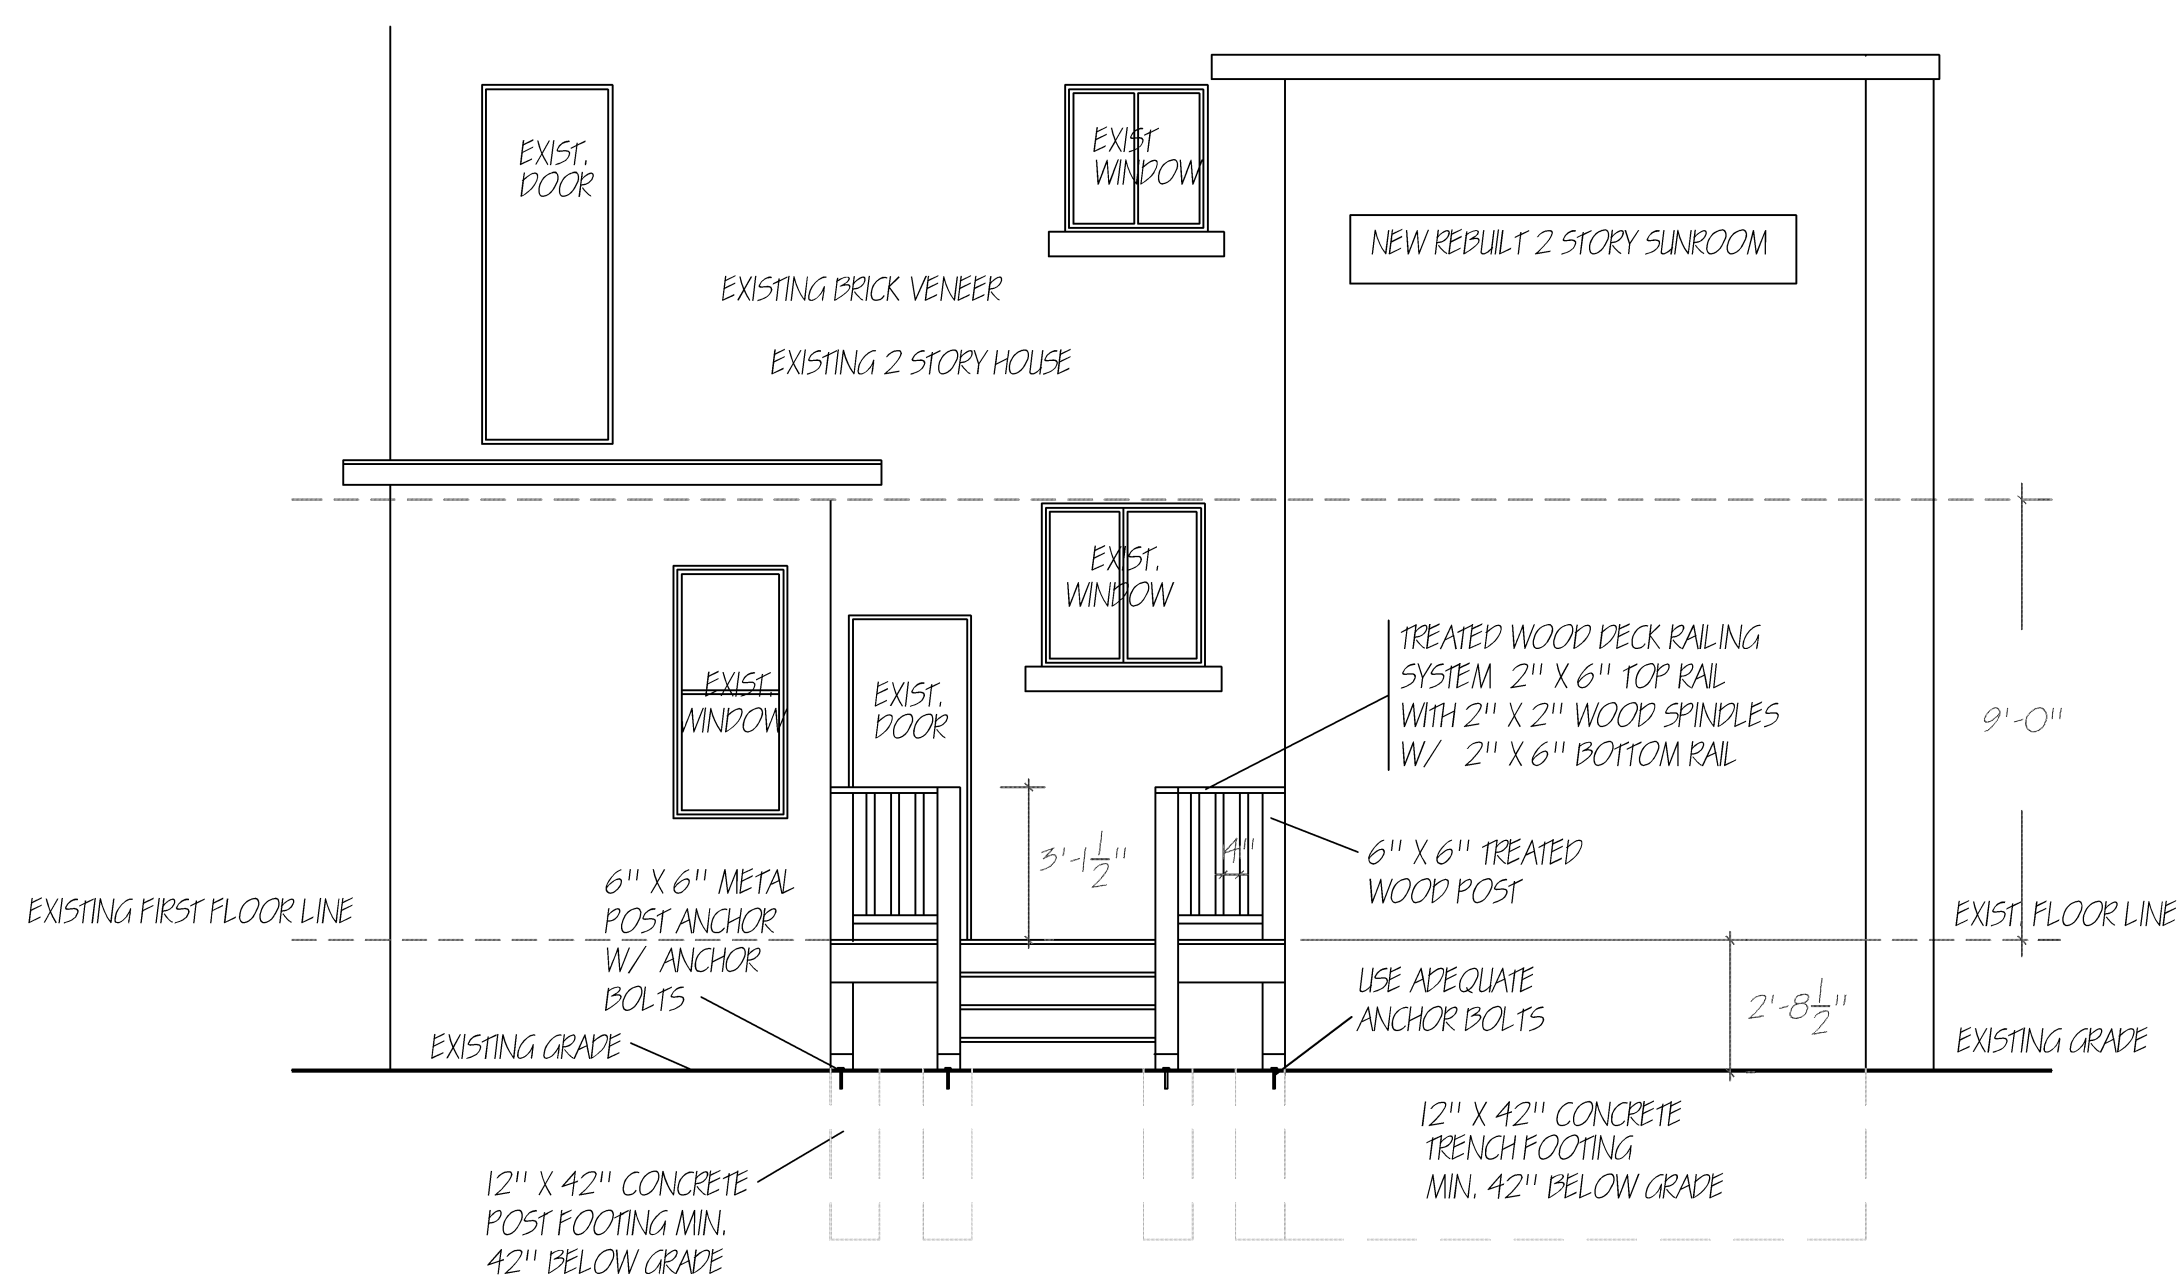 EXIST.
DOOR
EXIST
WINDOW
NEW REBUILT 2 STORY SUNROOM
EXISTING BRICK VENEER
EXISTING 2 STORY HOUSE
EXIST.
WINDOW
EXIST.
WINDOW
EXIST.
DOOR
TREATED WOOD DECK RAILING
SYSTEM 2" X 6" TOP RAIL
WITH 2" X 2" WOOD SPINDLES
W/ 2" X 6" BOTTOM RAIL
9'-0"
3'-1 1/2"
4"
6" X 6" TREATED
WOOD POST
6" X 6" METAL
POST ANCHOR
W/ ANCHOR
BOLTS
EXISTING FIRST FLOOR LINE
EXIST. FLOOR LINE
USE ADEQUATE
ANCHOR BOLTS
2'-8 1/2"
EXISTING GRADE
EXISTING GRADE
12" X 42" CONCRETE
TRENCH FOOTING
MIN. 42" BELOW GRADE
12" X 42" CONCRETE
POST FOOTING MIN.
42" BELOW GRADE